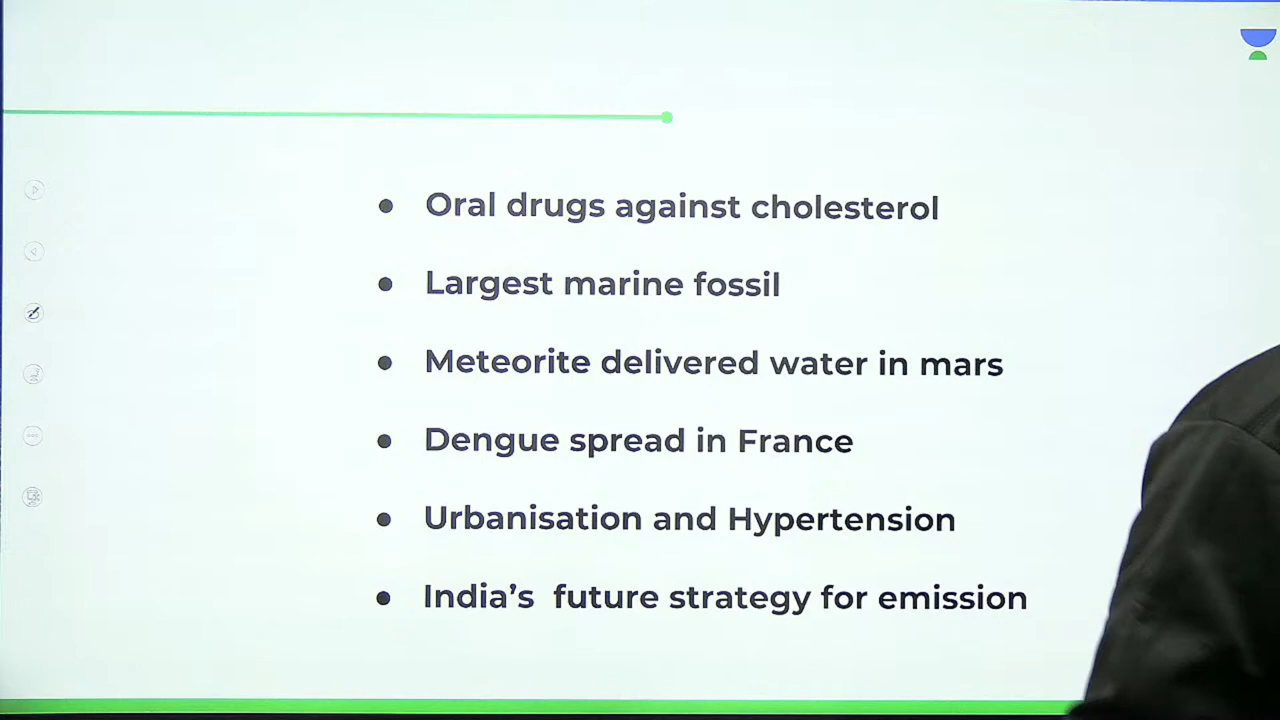 ● Oral drugs against cholesterol
● Largest marine fossil
● Meteorite delivered water in mars
● Dengue spread in France
● Urbanisation and Hypertension
● India's  future strategy for emission